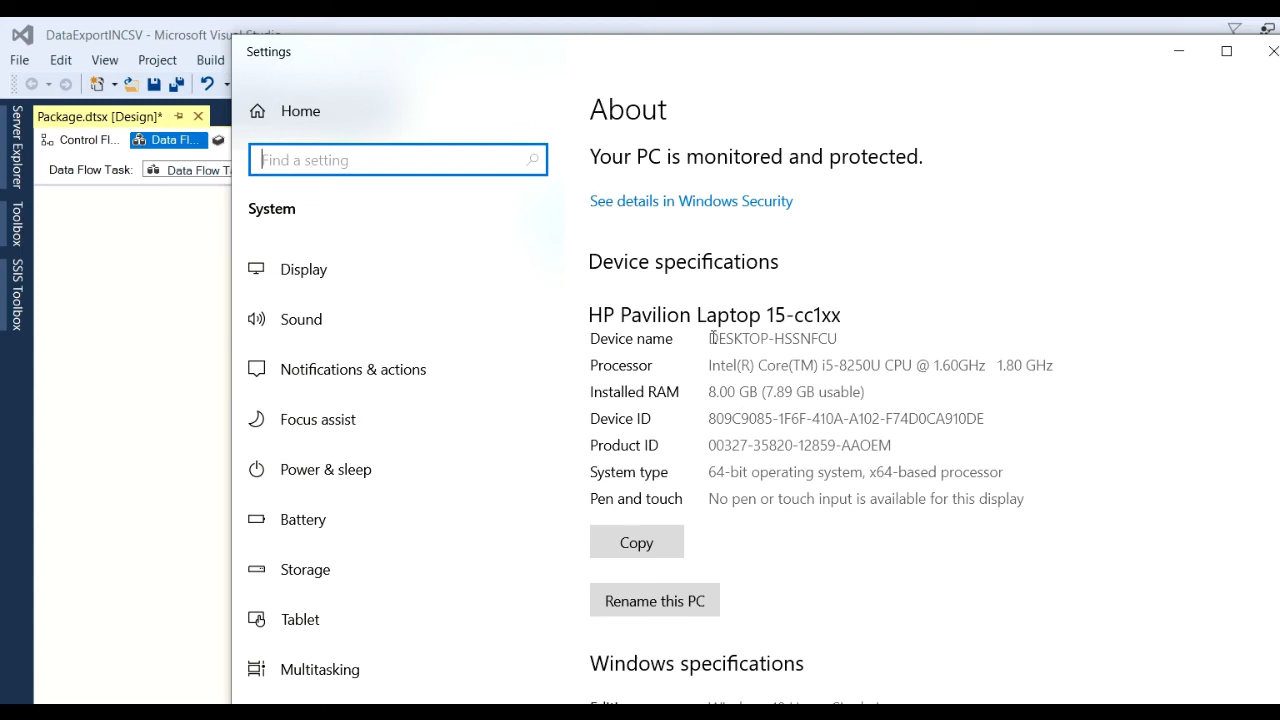 DataExportINCSV - Microsoft Visual Studio
Settings
File Edit View Project Build
Package.dtsx [Design]*
Control Fl... Data Fl...
Data Flow Task: Data Flow Ta
Server Explorer
Toolbox
SSIS Toolbox
Home
Find a setting
System
Display
Sound
Notifications & actions
Focus assist
Power & sleep
Battery
Storage
Tablet
Multitasking
About
Your PC is monitored and protected.
See details in Windows Security
Device specifications
HP Pavilion Laptop 15-cc1xx
Device name DESKTOP-HSSNFCU
Processor Intel(R) Core(TM) i5-8250U CPU @ 1.60GHz 1.80 GHz
Installed RAM 8.00 GB (7.89 GB usable)
Device ID 809C9085-1F6F-410A-A102-F74D0CA910DE
Product ID 00327-35820-12859-AAOEM
System type 64-bit operating system, x64-based processor
Pen and touch No pen or touch input is available for this display
Copy
Rename this PC
Windows specifications